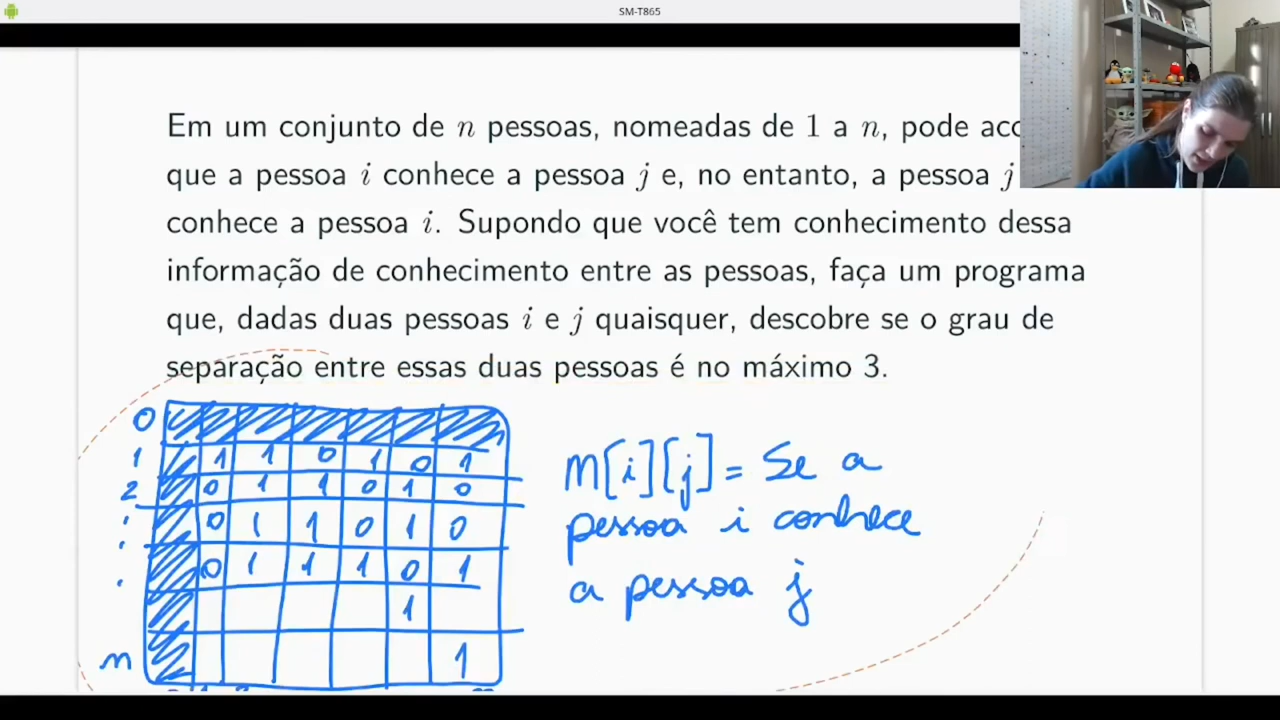 SM-T865
Em um conjunto de n pessoas, nomeadas de 1 a n, pode
que a pessoa i conhece a pessoa j e, no entanto, a pessoa j
conhece a pessoa i. Supondo que você tem conhecimento dessa
informação de conhecimento entre as pessoas, faça um programa
que, dadas duas pessoas i e j quaisquer, descobre se o grau de
separação entre essas duas pessoas é no máximo 3.
0
1 1 1 0 1 0 1
2 0 1 1 0 1 0
0 1 1 0 1 0
0 1 1 1 0 1
1
n 1
M[i][j] = Se a
pessoa i conhece
a pessoa j